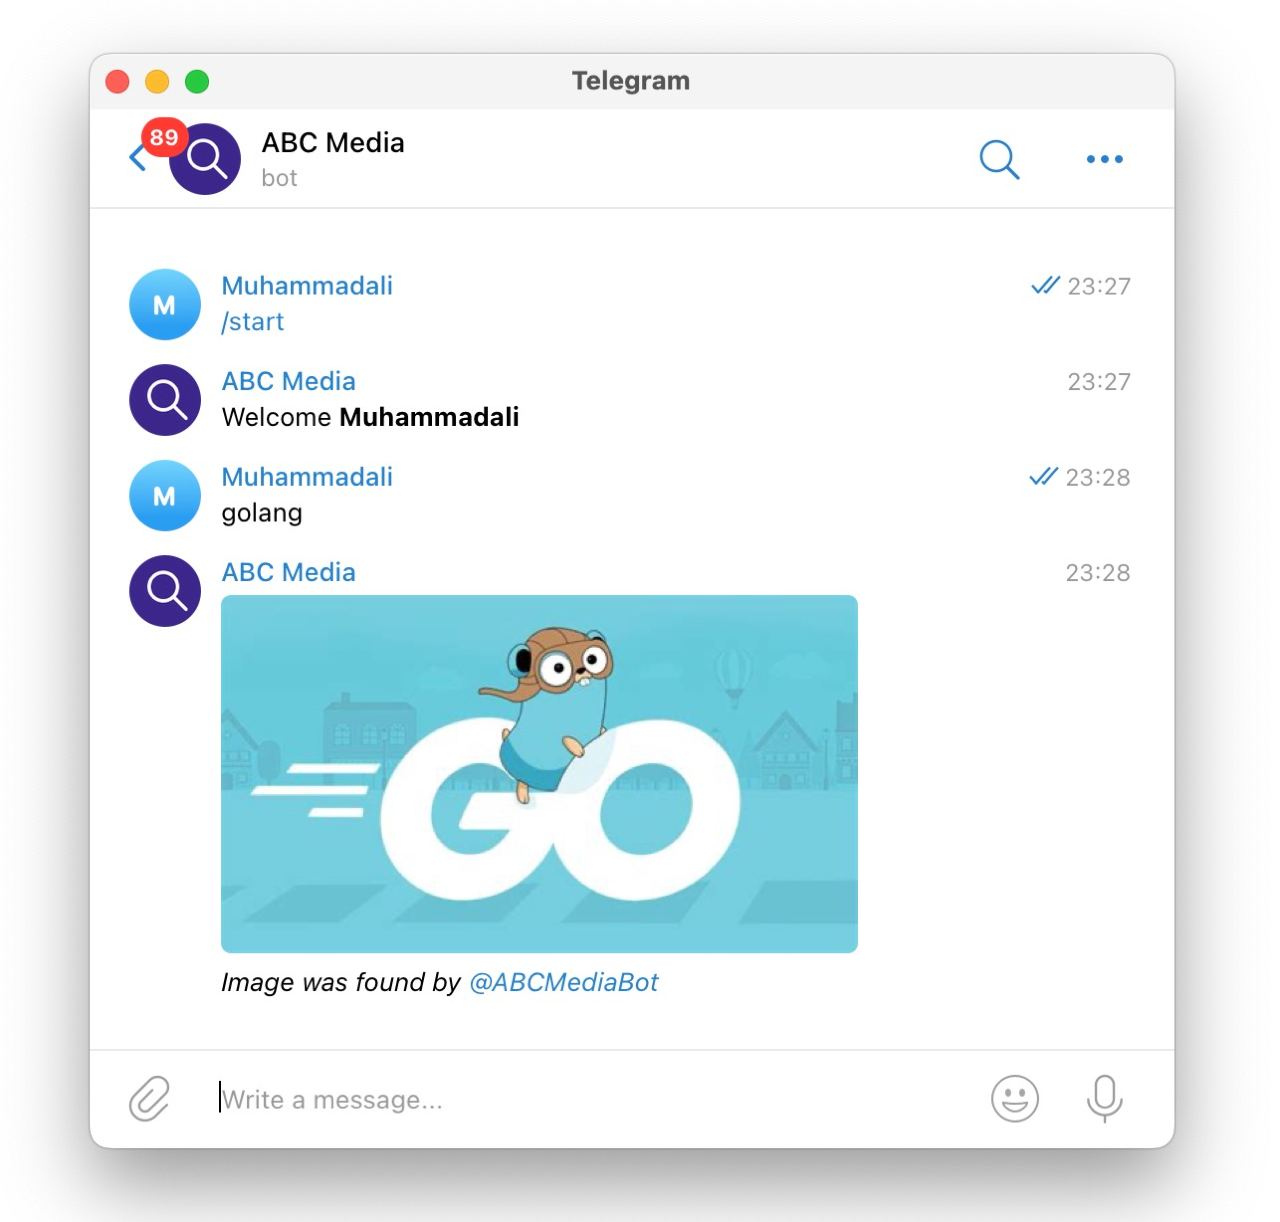 Telegram
89
ABC Media
bot
M
Muhammadali
23:27
/start
ABC Media
23:27
Welcome Muhammadali
M
Muhammadali
23:28
golang
ABC Media
23:28
GO
Image was found by @ABCMediaBot
Write a message...